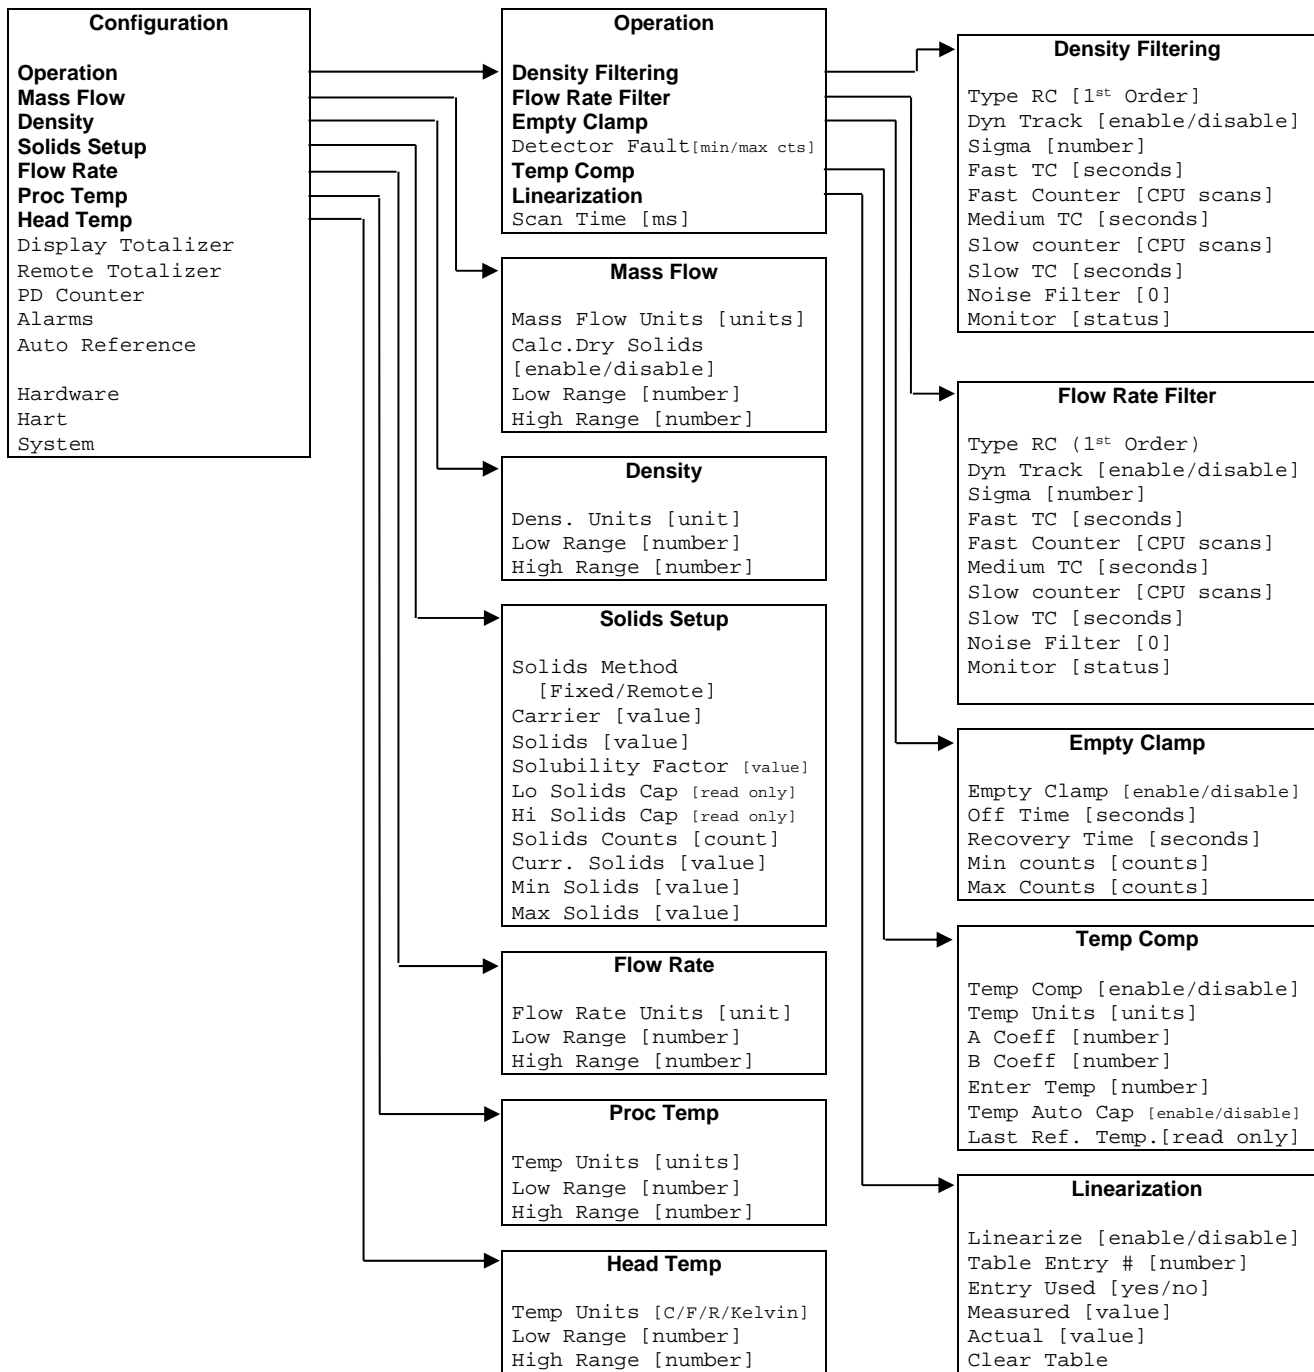 Configuration
Operation
Mass Flow
Density
Solids Setup
Flow Rate
Proc Temp
Head Temp
Display Totalizer
Remote Totalizer
PD Counter
Alarms
Auto Reference
Hardware
Hart
System
Operation
Density Filtering
Flow Rate Filter
Empty Clamp
Detector Fault[min/max cts]
Temp Comp
Linearization
Scan Time [ms]
Mass Flow
Mass Flow Units [units]
Calc.Dry Solids
[enable/disable]
Low Range [number]
High Range [number]
Density
Dens. Units [unit]
Low Range [number]
High Range [number]
Solids Setup
Solids Method
[Fixed/Remote]
Carrier [value]
Solids [value]
Solubility Factor [value]
Lo Solids Cap [read only]
Hi Solids Cap [read only]
Solids Counts [count]
Curr. Solids [value]
Min Solids [value]
Max Solids [value]
Flow Rate
Flow Rate Units [unit]
Low Range [number]
High Range [number]
Proc Temp
Temp Units [units]
Low Range [number]
High Range [number]
Head Temp
Temp Units [C/F/R/Kelvin]
Low Range [number]
High Range [number]
Density Filtering
Type RC [1st Order]
Dyn Track [enable/disable]
Sigma [number]
Fast TC [seconds]
Fast Counter [CPU scans]
Medium TC [seconds]
Slow counter [CPU scans]
Slow TC [seconds]
Noise Filter [0]
Monitor [status]
Flow Rate Filter
Type RC (1st Order)
Dyn Track [enable/disable]
Sigma [number]
Fast TC [seconds]
Fast Counter [CPU scans]
Medium TC [seconds]
Slow counter [CPU scans]
Slow TC [seconds]
Noise Filter [0]
Monitor [status]
Empty Clamp
Empty Clamp [enable/disable]
Off Time [seconds]
Recovery Time [seconds]
Min counts [counts]
Max Counts [counts]
Temp Comp
Temp Comp [enable/disable]
Temp Units [units]
A Coeff [number]
B Coeff [number]
Enter Temp [number]
Temp Auto Cap [enable/disable]
Last Ref. Temp.[read only]
Linearization
Linearize [enable/disable]
Table Entry # [number]
Entry Used [yes/no]
Measured [value]
Actual [value]
Clear Table